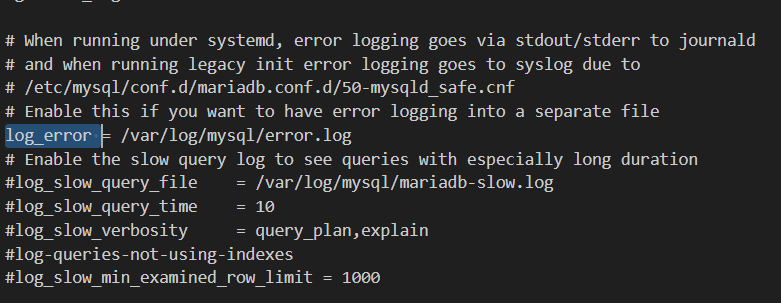 # When running under systemd, error logging goes via stdout/stderr to journald
# and when running legacy init error logging goes to syslog due to
# /etc/mysql/conf.d/mariadb.conf.d/50-mysqld_safe.cnf
# Enable this if you want to have error logging into a separate file
log_error = /var/log/mysql/error.log
# Enable the slow query log to see queries with especially long duration
#log_slow_query_file    = /var/log/mysql/mariadb-slow.log
#log_slow_query_time    = 10
#log_slow_verbosity     = query_plan,explain
#log-queries-not-using-indexes
#log_slow_min_examined_row_limit = 1000